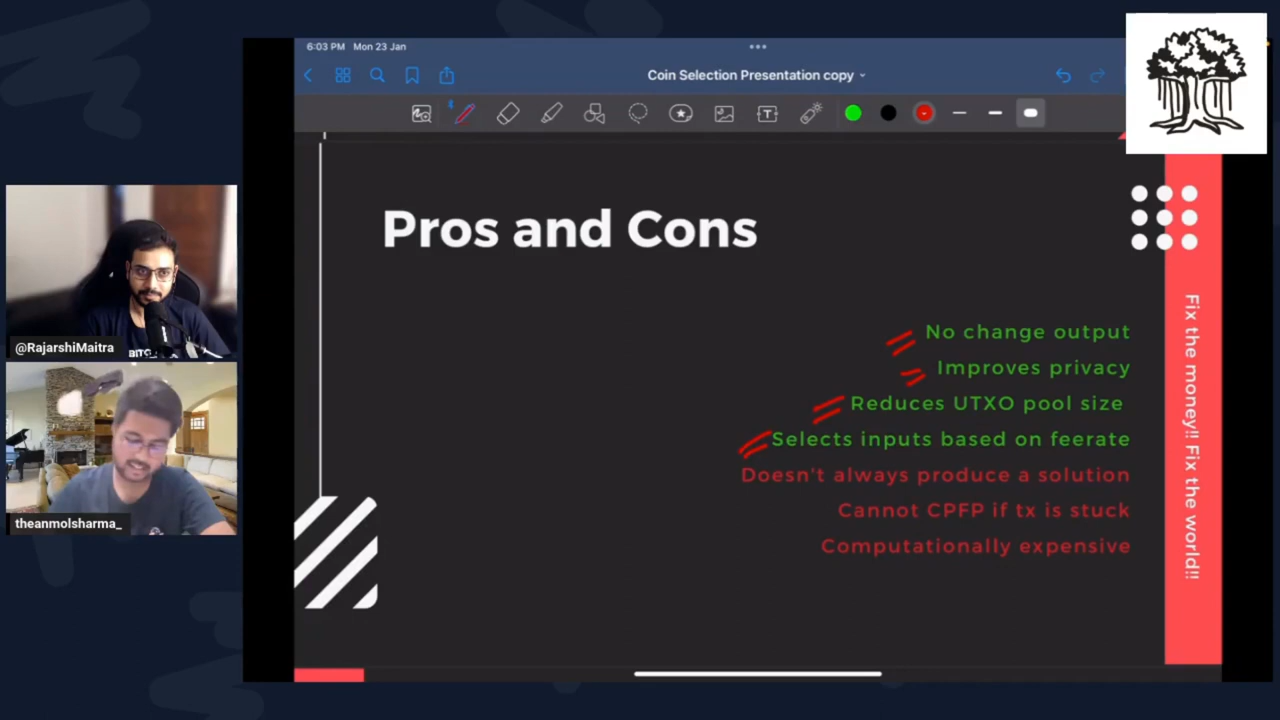 6:03 PM Mon 23 Jan
Coin Selection Presentation copy
T
Pros and Cons
No change output
Improves privacy
Reduces UTXO pool size
Selects inputs based on feerate
Doesn't always produce a solution
Cannot CPFP if tx is stuck
Computationally expensive
Fix the money!! Fix the world!!
@RajarshiMaitra
theanmolsharma_